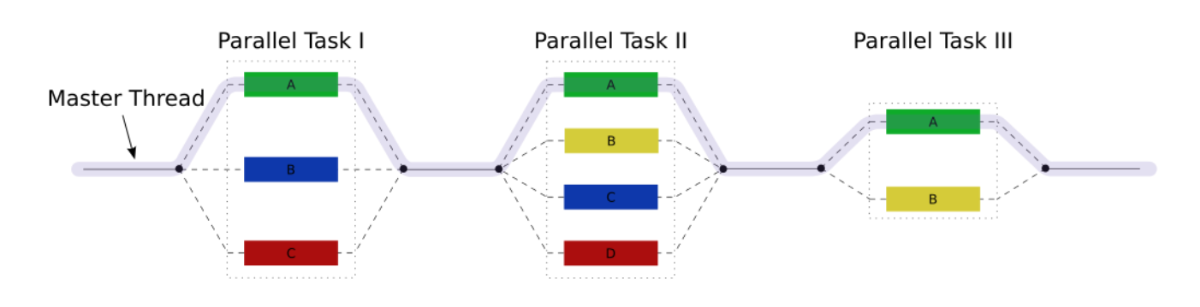 Parallel Task I
Parallel Task II
Parallel Task III
Master Thread
A
B
C
A
B
C
D
A
B